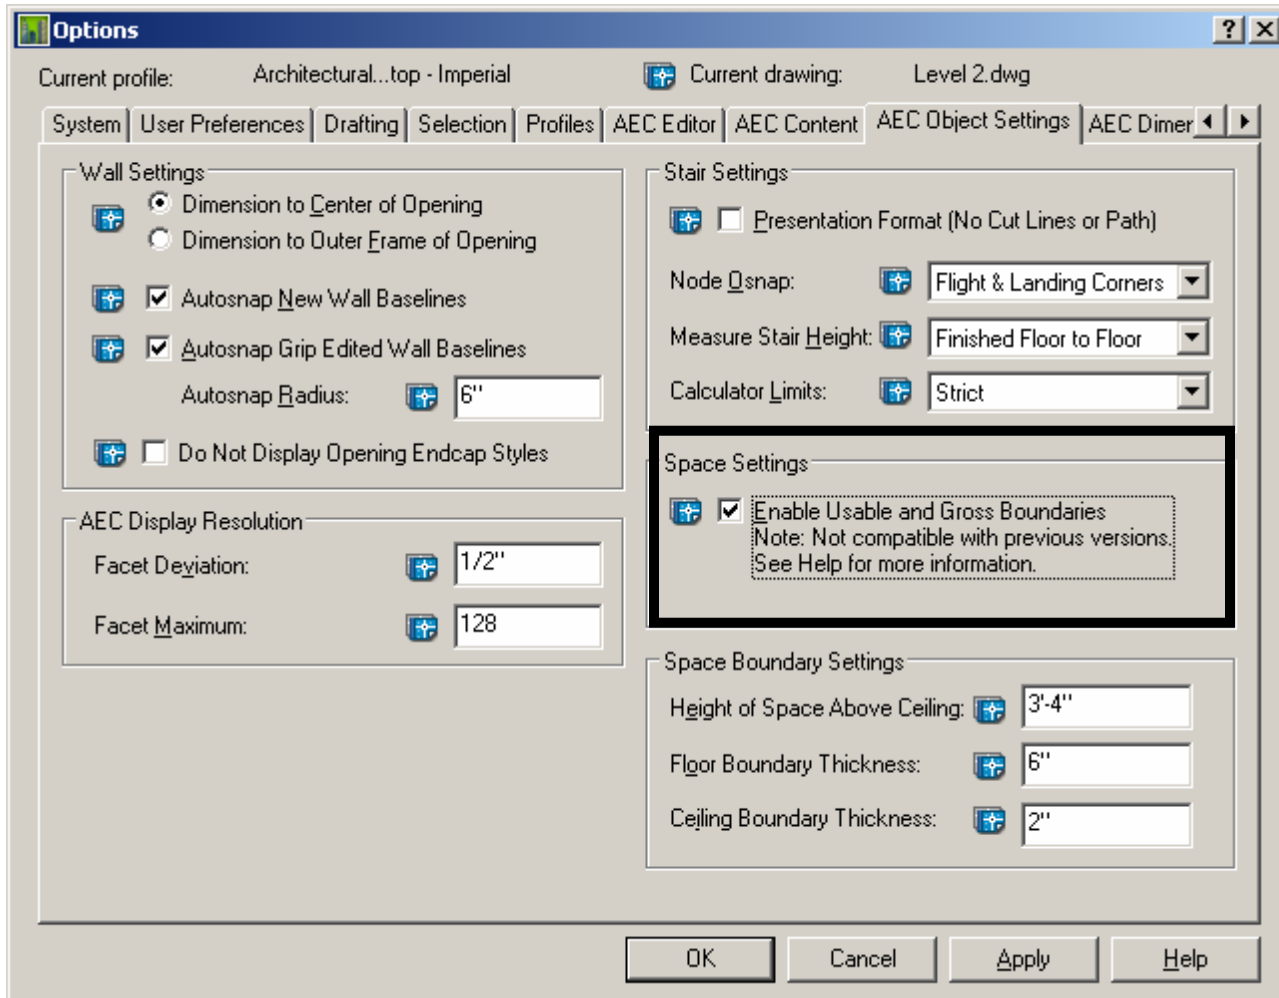 Options
Current profile: Architectural...top - Imperial Current drawing: Level 2.dwg
System User Preferences Drafting Selection Profiles AEC Editor AEC Content AEC Object Settings AEC Dimer
Wall Settings
Dimension to Center of Opening
Dimension to Outer Frame of Opening
Autosnap New Wall Baselines
Autosnap Grip Edited Wall Baselines
Autosnap Radius: 6"
Do Not Display Opening Endcap Styles
AEC Display Resolution
Facet Deviation: 1/2"
Facet Maximum: 128
Stair Settings
Presentation Format (No Cut Lines or Path)
Node Osnap: Flight & Landing Corners
Measure Stair Height: Finished Floor to Floor
Calculator Limits: Strict
Space Settings
Enable Usable and Gross Boundaries
Note: Not compatible with previous versions.
See Help for more information.
Space Boundary Settings
Height of Space Above Ceiling: 3'-4"
Floor Boundary Thickness: 6"
Ceiling Boundary Thickness: 2"
OK Cancel Apply Help